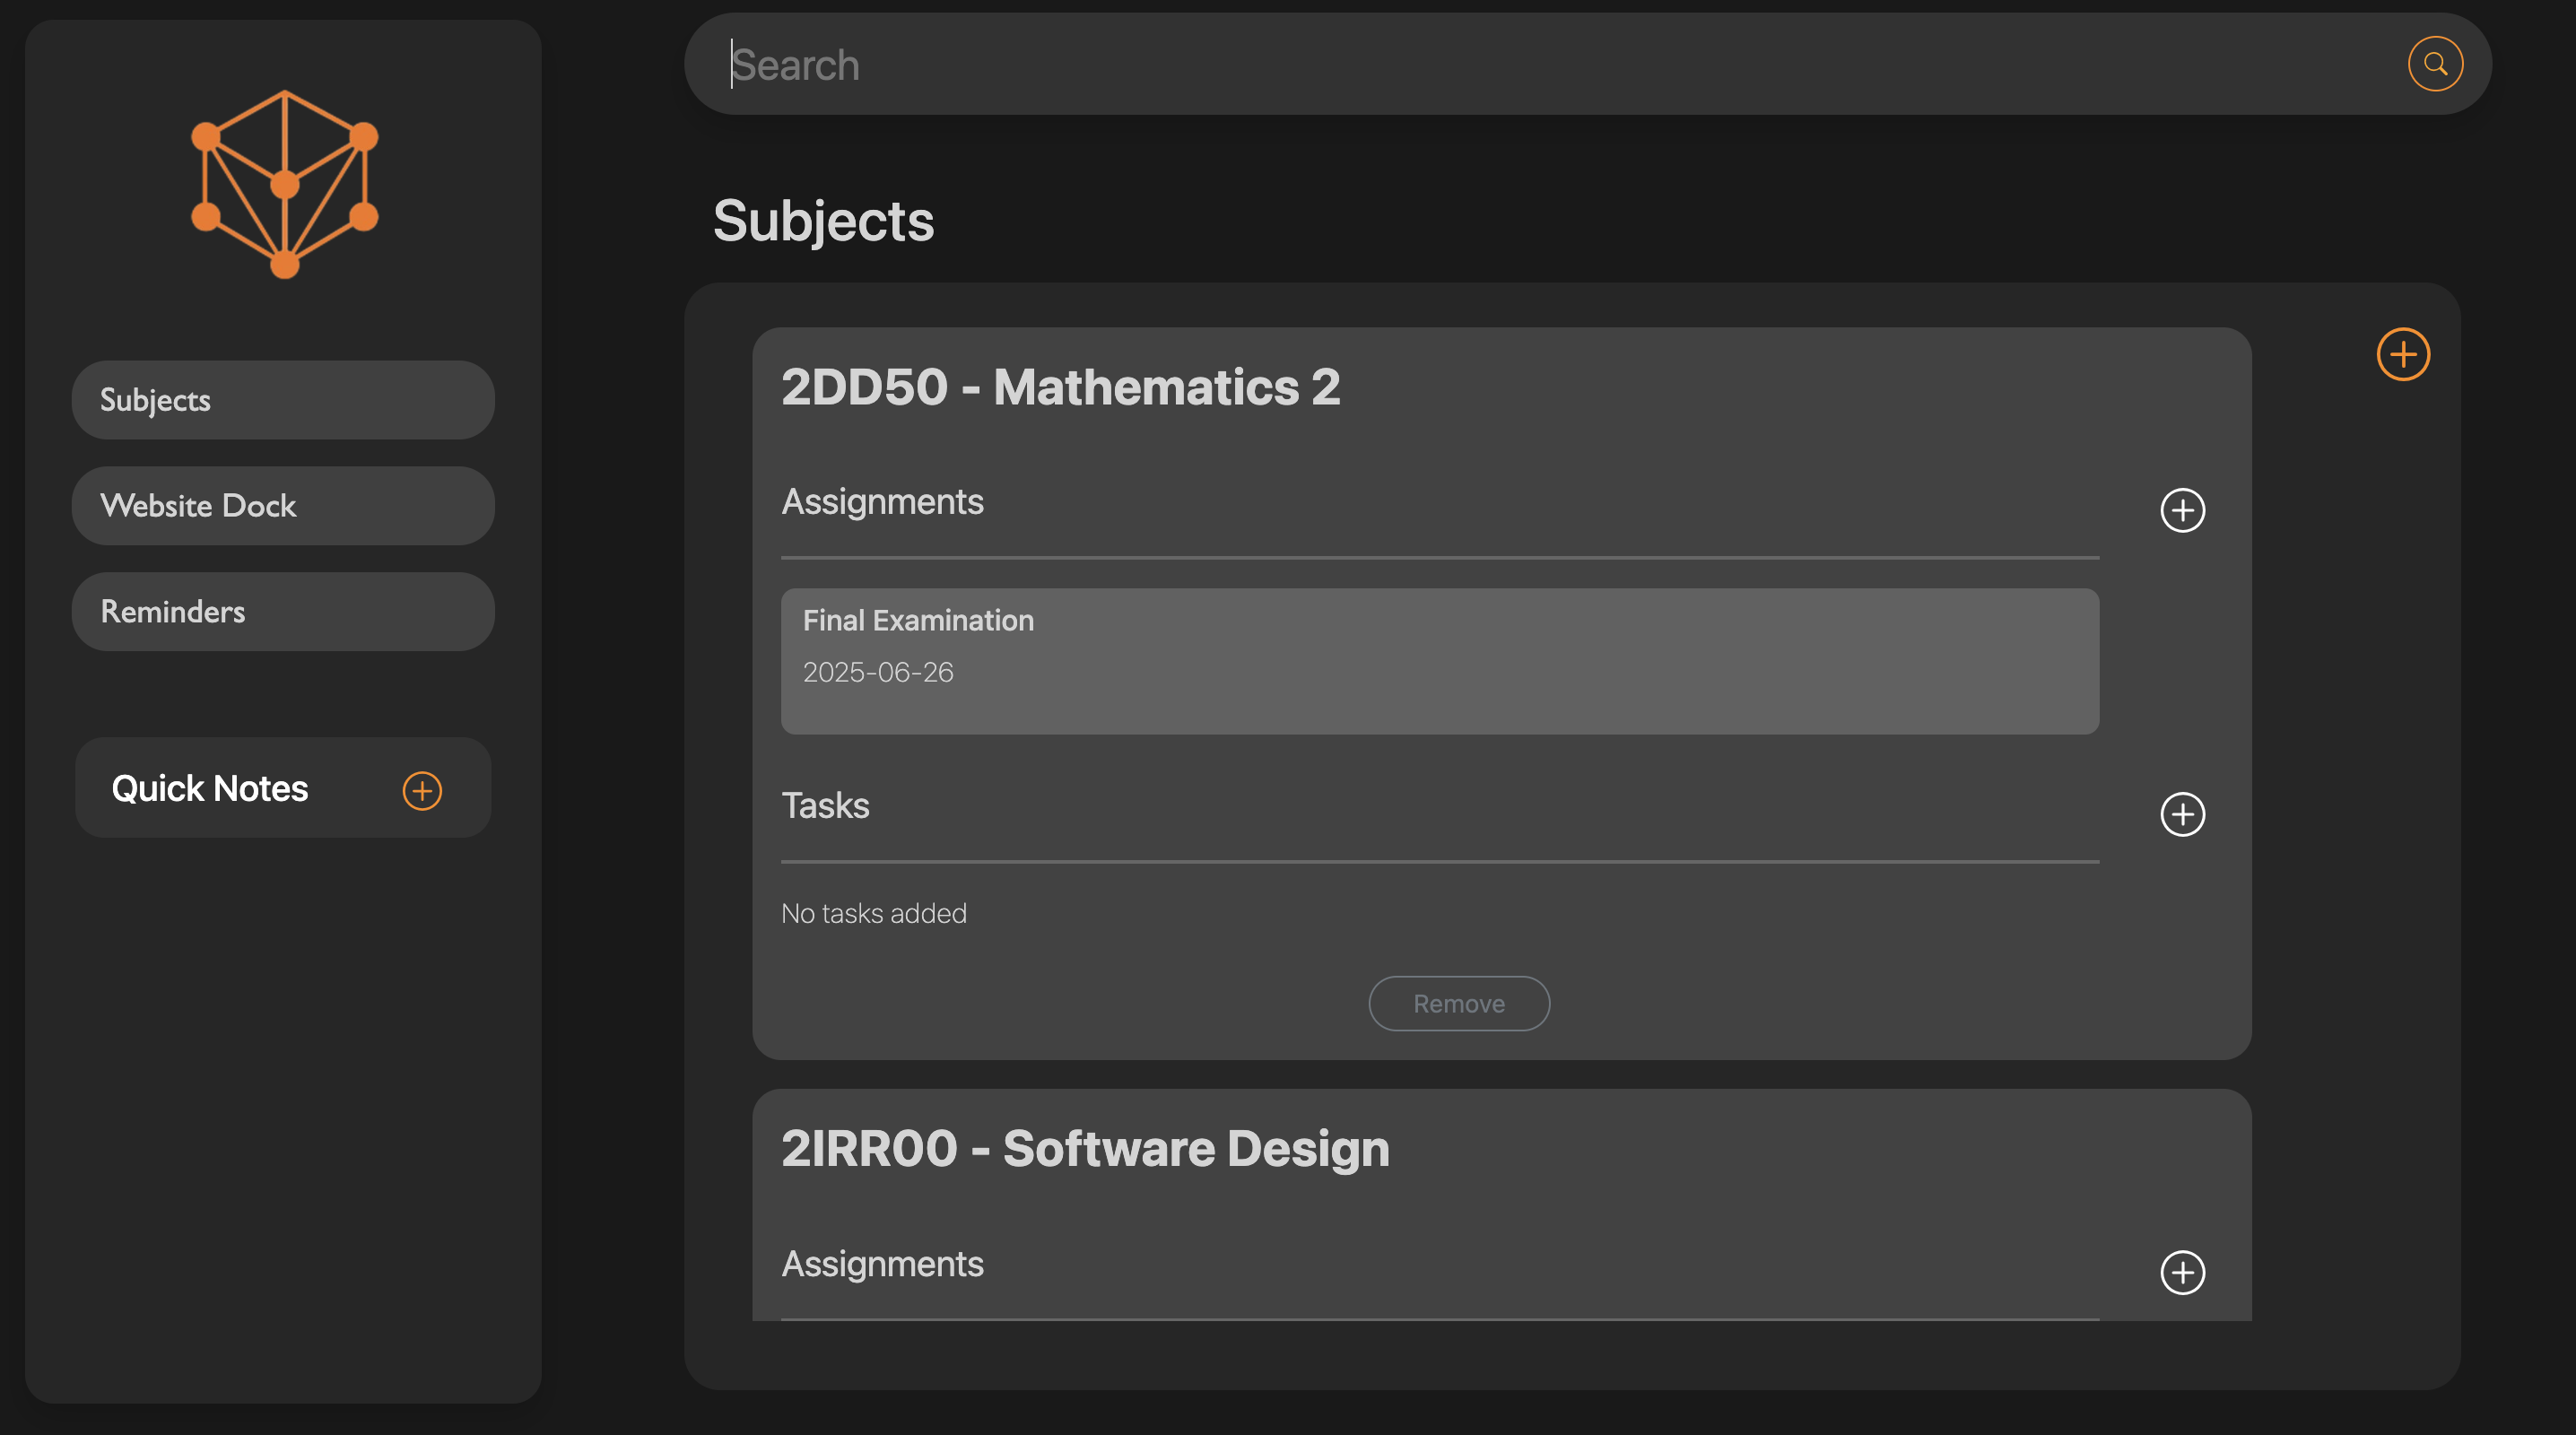 Search
Subjects
Subjects
Website Dock
Reminders
Quick Notes
2DD50 - Mathematics 2
Assignments
Final Examination
2025-06-26
Tasks
No tasks added
Remove
2IRR00 - Software Design
Assignments